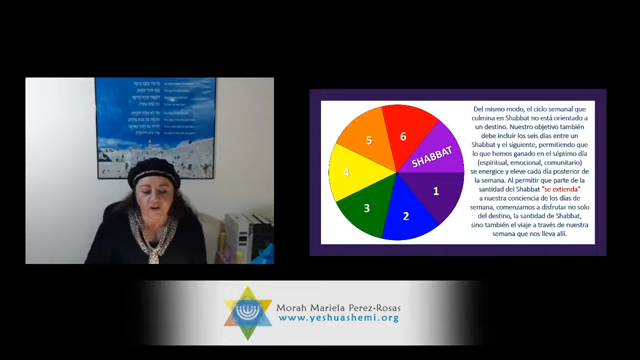 Del mismo modo, el ciclo semanal que
culmina en Shabbat no está orientado a
un destino. Nuestro objetivo también
debe incluir los seis días entre un
Shabbat y el siguiente, permitiendo que
lo que hemos ganado en el séptimo día
(espiritual, emocional, comunitario)
se energice y eleve cada día posterior de
la semana. Al permitir que parte de la
santidad del Shabbat "se extienda"
a nuestra conciencia de los días de
semana, comenzamos a disfrutar no solo
del destino, la santidad de Shabbat,
sino también el viaje a través de nuestra
semana que nos lleva allí.
6
SHABBAT
1
2
3
4
5
Morah Mariela Perez-Rosas
www.yeshuashemi.org